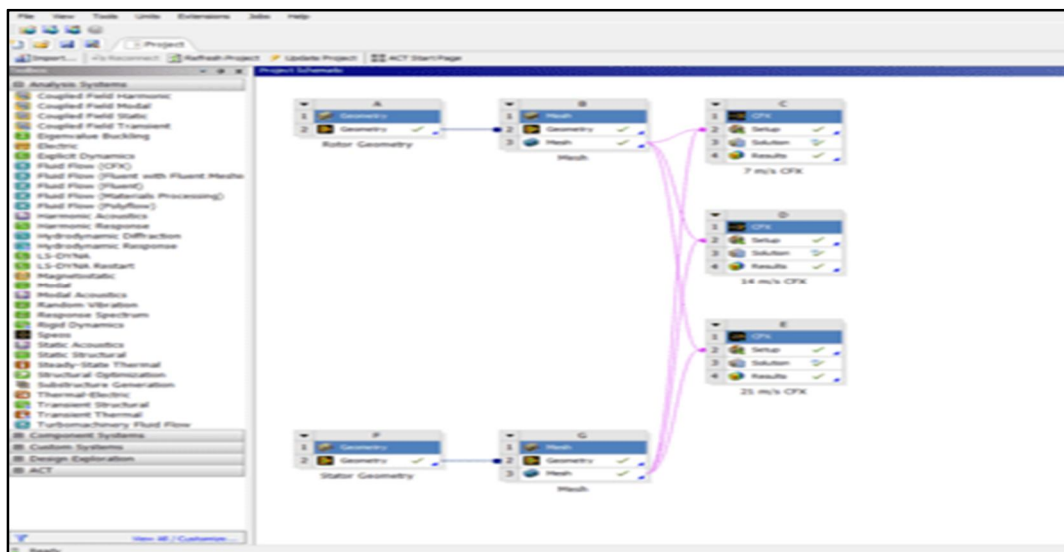 File View Tools Units Extensions Jobs Help
Project
Import... Reconnect Refresh Project Update Project ACT Start Page
Toolbox
Project Schematic
Analysis Systems
Coupled Field Harmonic
Coupled Field Modal
Coupled Field Static
Coupled Field Transient
Eigenvalue Buckling
Electric
Explicit Dynamics
Fluid Flow (CFX)
Fluid Flow (Fluent with Fluent Meshing
Fluid Flow (Fluent)
Fluid Flow (Materials Processing)
Fluid Flow (Polyflow)
Harmonic Acoustics
Harmonic Response
Hydrodynamic Diffraction
Hydrodynamic Response
LS-DYNA
LS-DYNA Restart
Magnetostatic
Modal
Modal Acoustics
Random Vibration
Response Spectrum
Rigid Dynamics
Speos
Static Acoustics
Static Structural
Steady-State Thermal
Structural Optimization
Substructure Generation
Thermal-Electric
Transient Structural
Transient Thermal
Turbomachinery Fluid Flow
Component Systems
Custom Systems
Design Exploration
ACT
View All / Customize...
Ready
A
1 Geometry
2 Geometry
Rotor Geometry
B
1 Mesh
2 Geometry
3 Mesh
Mesh
C
1 CFX
2 Setup
3 Solution
4 Results
7 m/s CFX
D
1 CFX
2 Setup
3 Solution
4 Results
14 m/s CFX
E
1 CFX
2 Setup
3 Solution
4 Results
21 m/s CFX
F
1 Geometry
2 Geometry
Stator Geometry
G
1 Mesh
2 Geometry
3 Mesh
Mesh